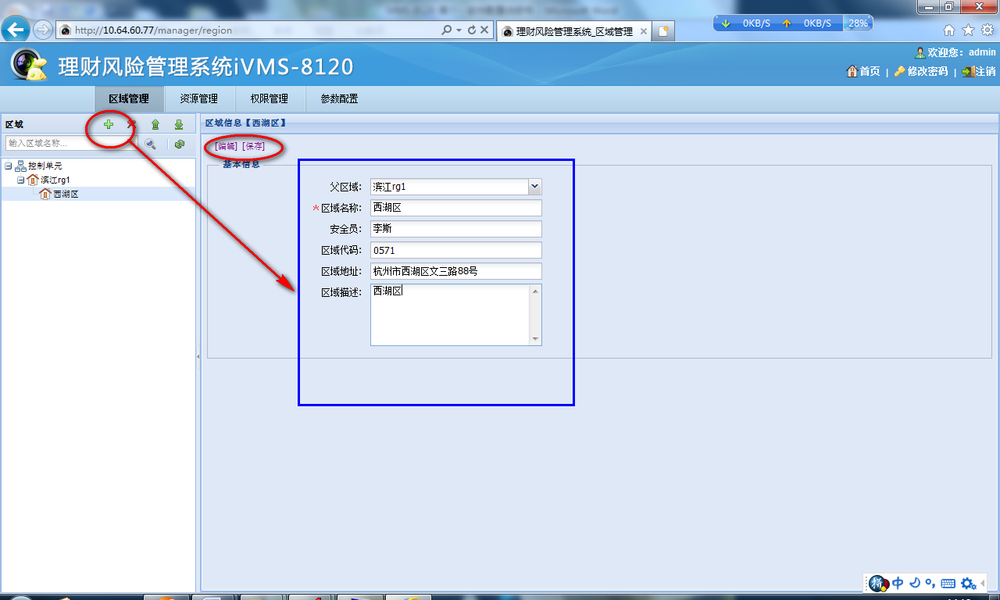 0KB/S 0KB/S 28%
http://10.64.60.77/manager/region
理财风险管理系统_区域管理
理财风险管理系统iVMS-8120
欢迎您：admin
首页 | 修改密码 | 注销
区域管理 资源管理 权限管理 参数配置
区域
输入区域名称...
控制单元
滨江rg1
西湖区
区域信息【西湖区】
[编辑] [保存]
基本信息
父区域: 滨江rg1
*区域名称: 西湖区
安全员: 李斯
区域代码: 0571
区域地址: 杭州市西湖区文三路88号
区域描述: 西湖区
中